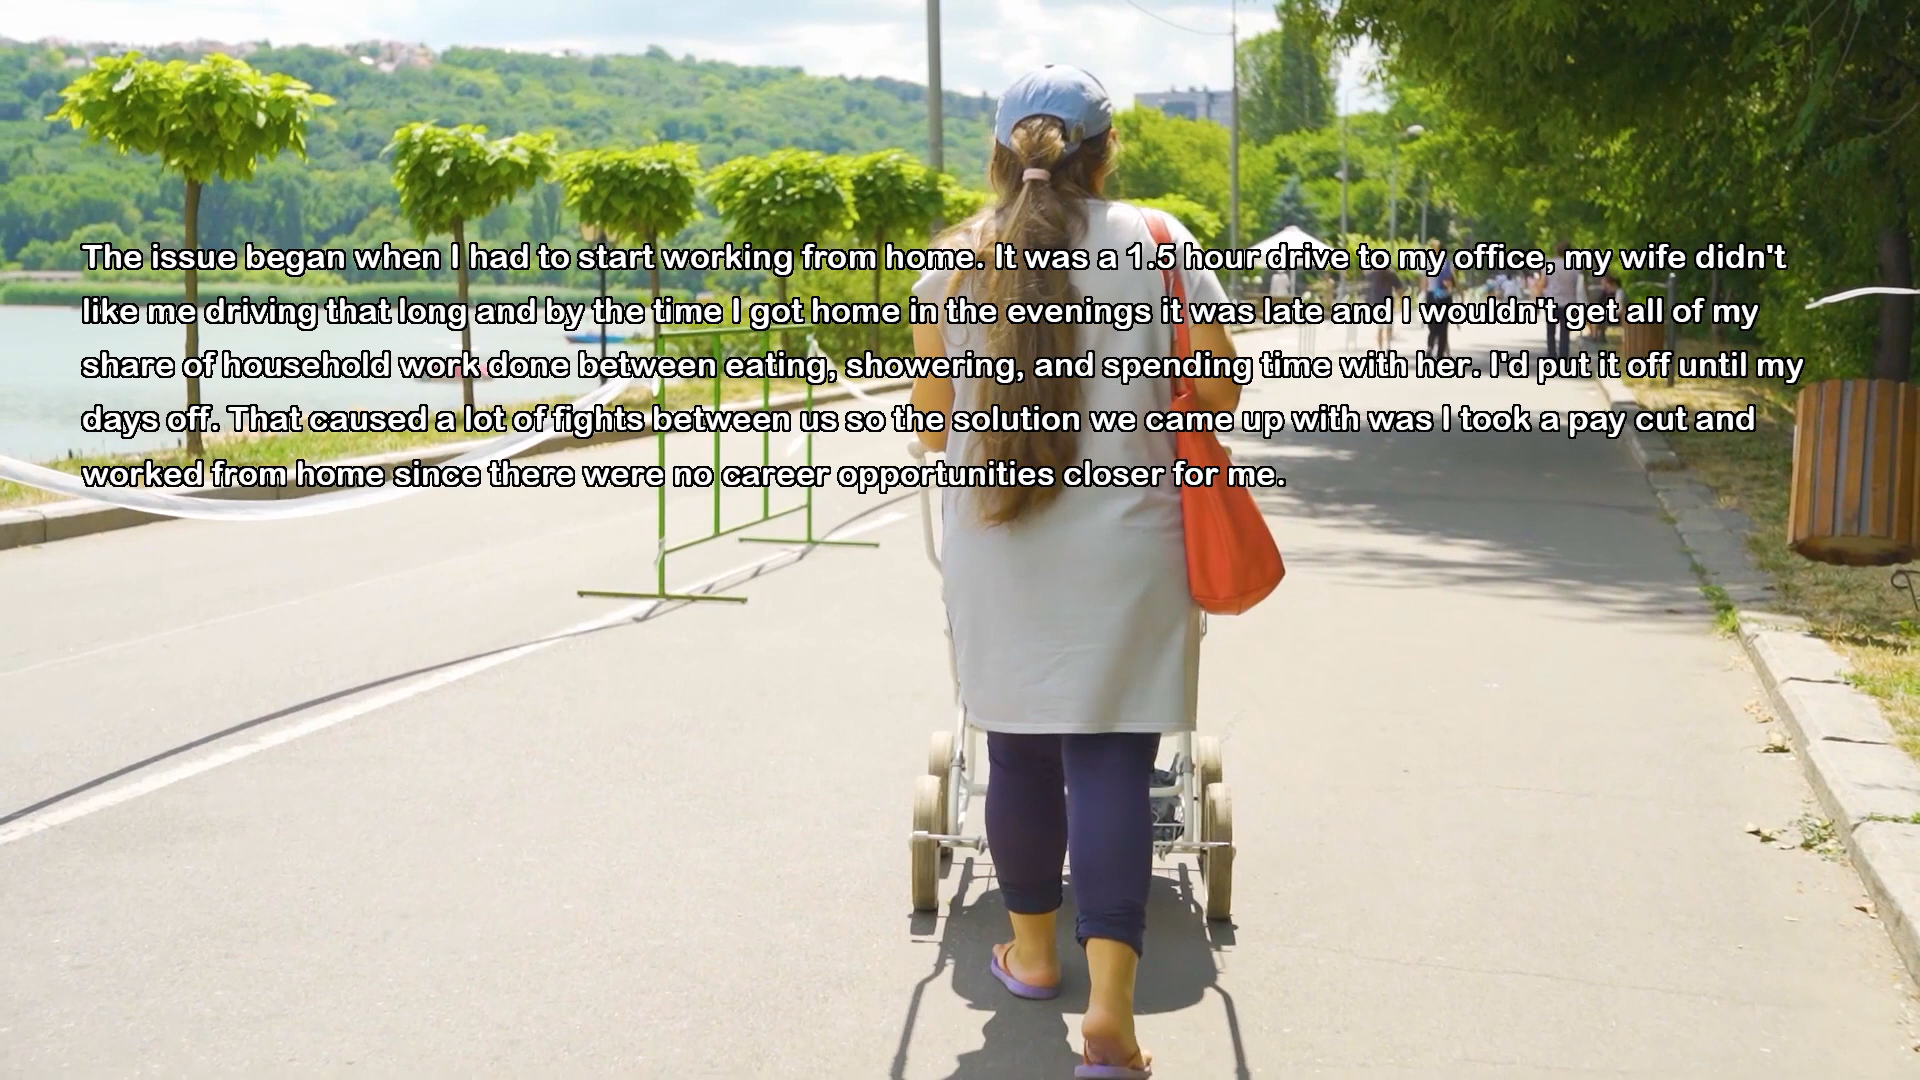 The issue began when I had to start working from home. It was a 1.5 hour drive to my office, my wife didn't
like me driving that long and by the time I got home in the evenings it was late and I wouldn't get all of my
share of household work done between eating, showering, and spending time with her. I'd put it off until my
days off. That caused a lot of fights between us so the solution we came up with was I took a pay cut and
worked from home since there were no career opportunities closer for me.